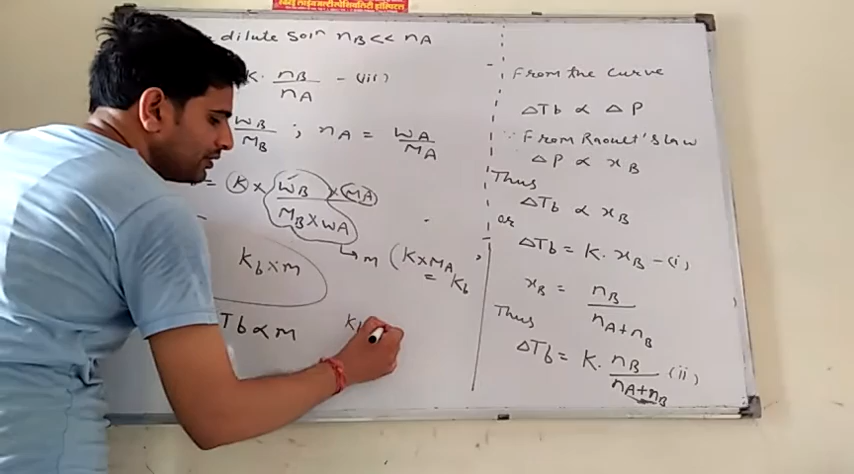 dilute Soln nB << nA
K. nB/nA - (iii)
WB/MB ; nA = WA/MA
= K × WB × MA / MB × WA
→ m (K×MA = Kb
Kb × m
Tb ∝ m
From the Curve
ΔTb ∝ ΔP
∵ From Raoult's Law
ΔP ∝ xB
Thus
ΔTb ∝ xB
or
ΔTb = K. xB - (i)
xB = nB / nA+nB
Thus
ΔTb = K. nB / nA+nB (ii)